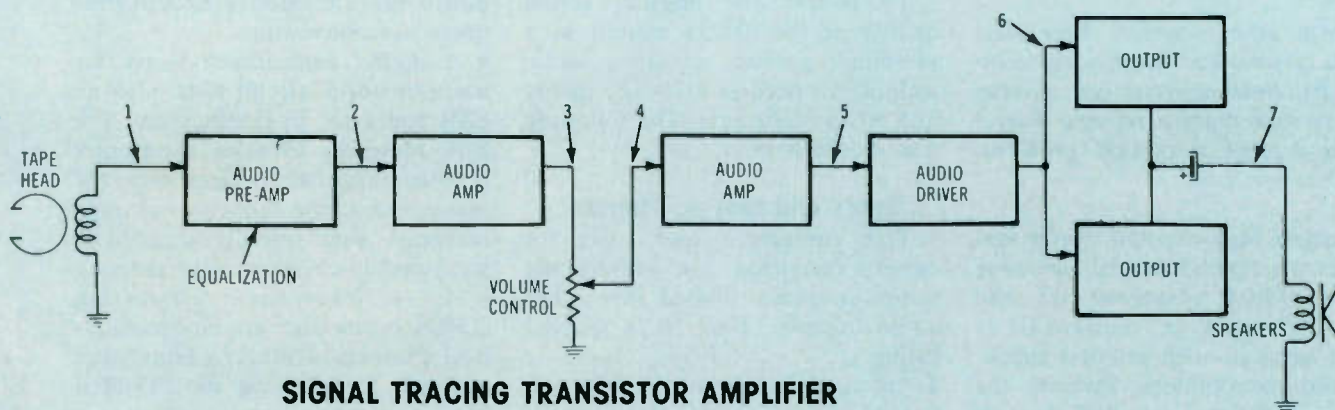 1
2
3
4
5
6
7
TAPE
HEAD
AUDIO
PRE-AMP
AUDIO
AMP
AUDIO
AMP
AUDIO
DRIVER
OUTPUT
OUTPUT
EQUALIZATION
VOLUME
CONTROL
+
SPEAKERS
SIGNAL TRACING TRANSISTOR AMPLIFIER